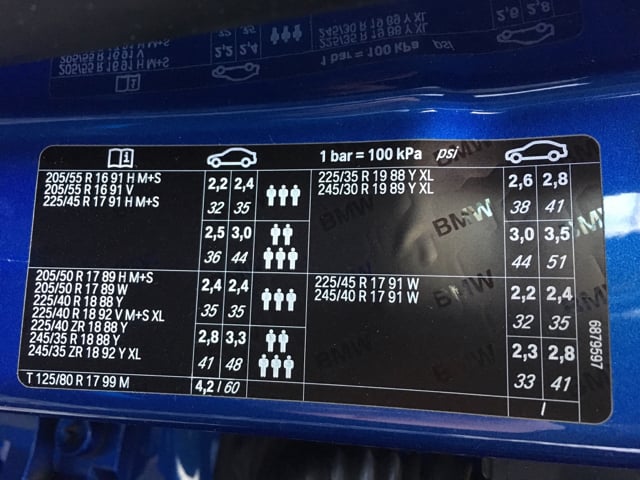 1 bar = 100 kPa psi
205/55 R 16 91 H M+S
205/55 R 16 91 V
225/45 R 17 91 H M+S
2,2 2,4
32 35
2,5 3,0
36 44
225/35 R 19 88 Y XL
245/30 R 19 89 Y XL
2,6 2,8
38 41
3,0 3,5
44 51
205/50 R 17 89 H M+S
205/50 R 17 89 W
225/40 R 18 88 Y
225/40 R 18 92 V M+S XL
225/40 ZR 18 88 Y
245/35 R 18 88 Y
245/35 ZR 18 92 Y XL
2,4 2,4
35 35
2,8 3,3
41 48
225/45 R 17 91 W
245/40 R 17 91 W
2,2 2,4
32 35
2,3 2,8
33 41
T 125/80 R 17 99 M
4,2 / 60
/
6879597
BMW
BMW
BMW